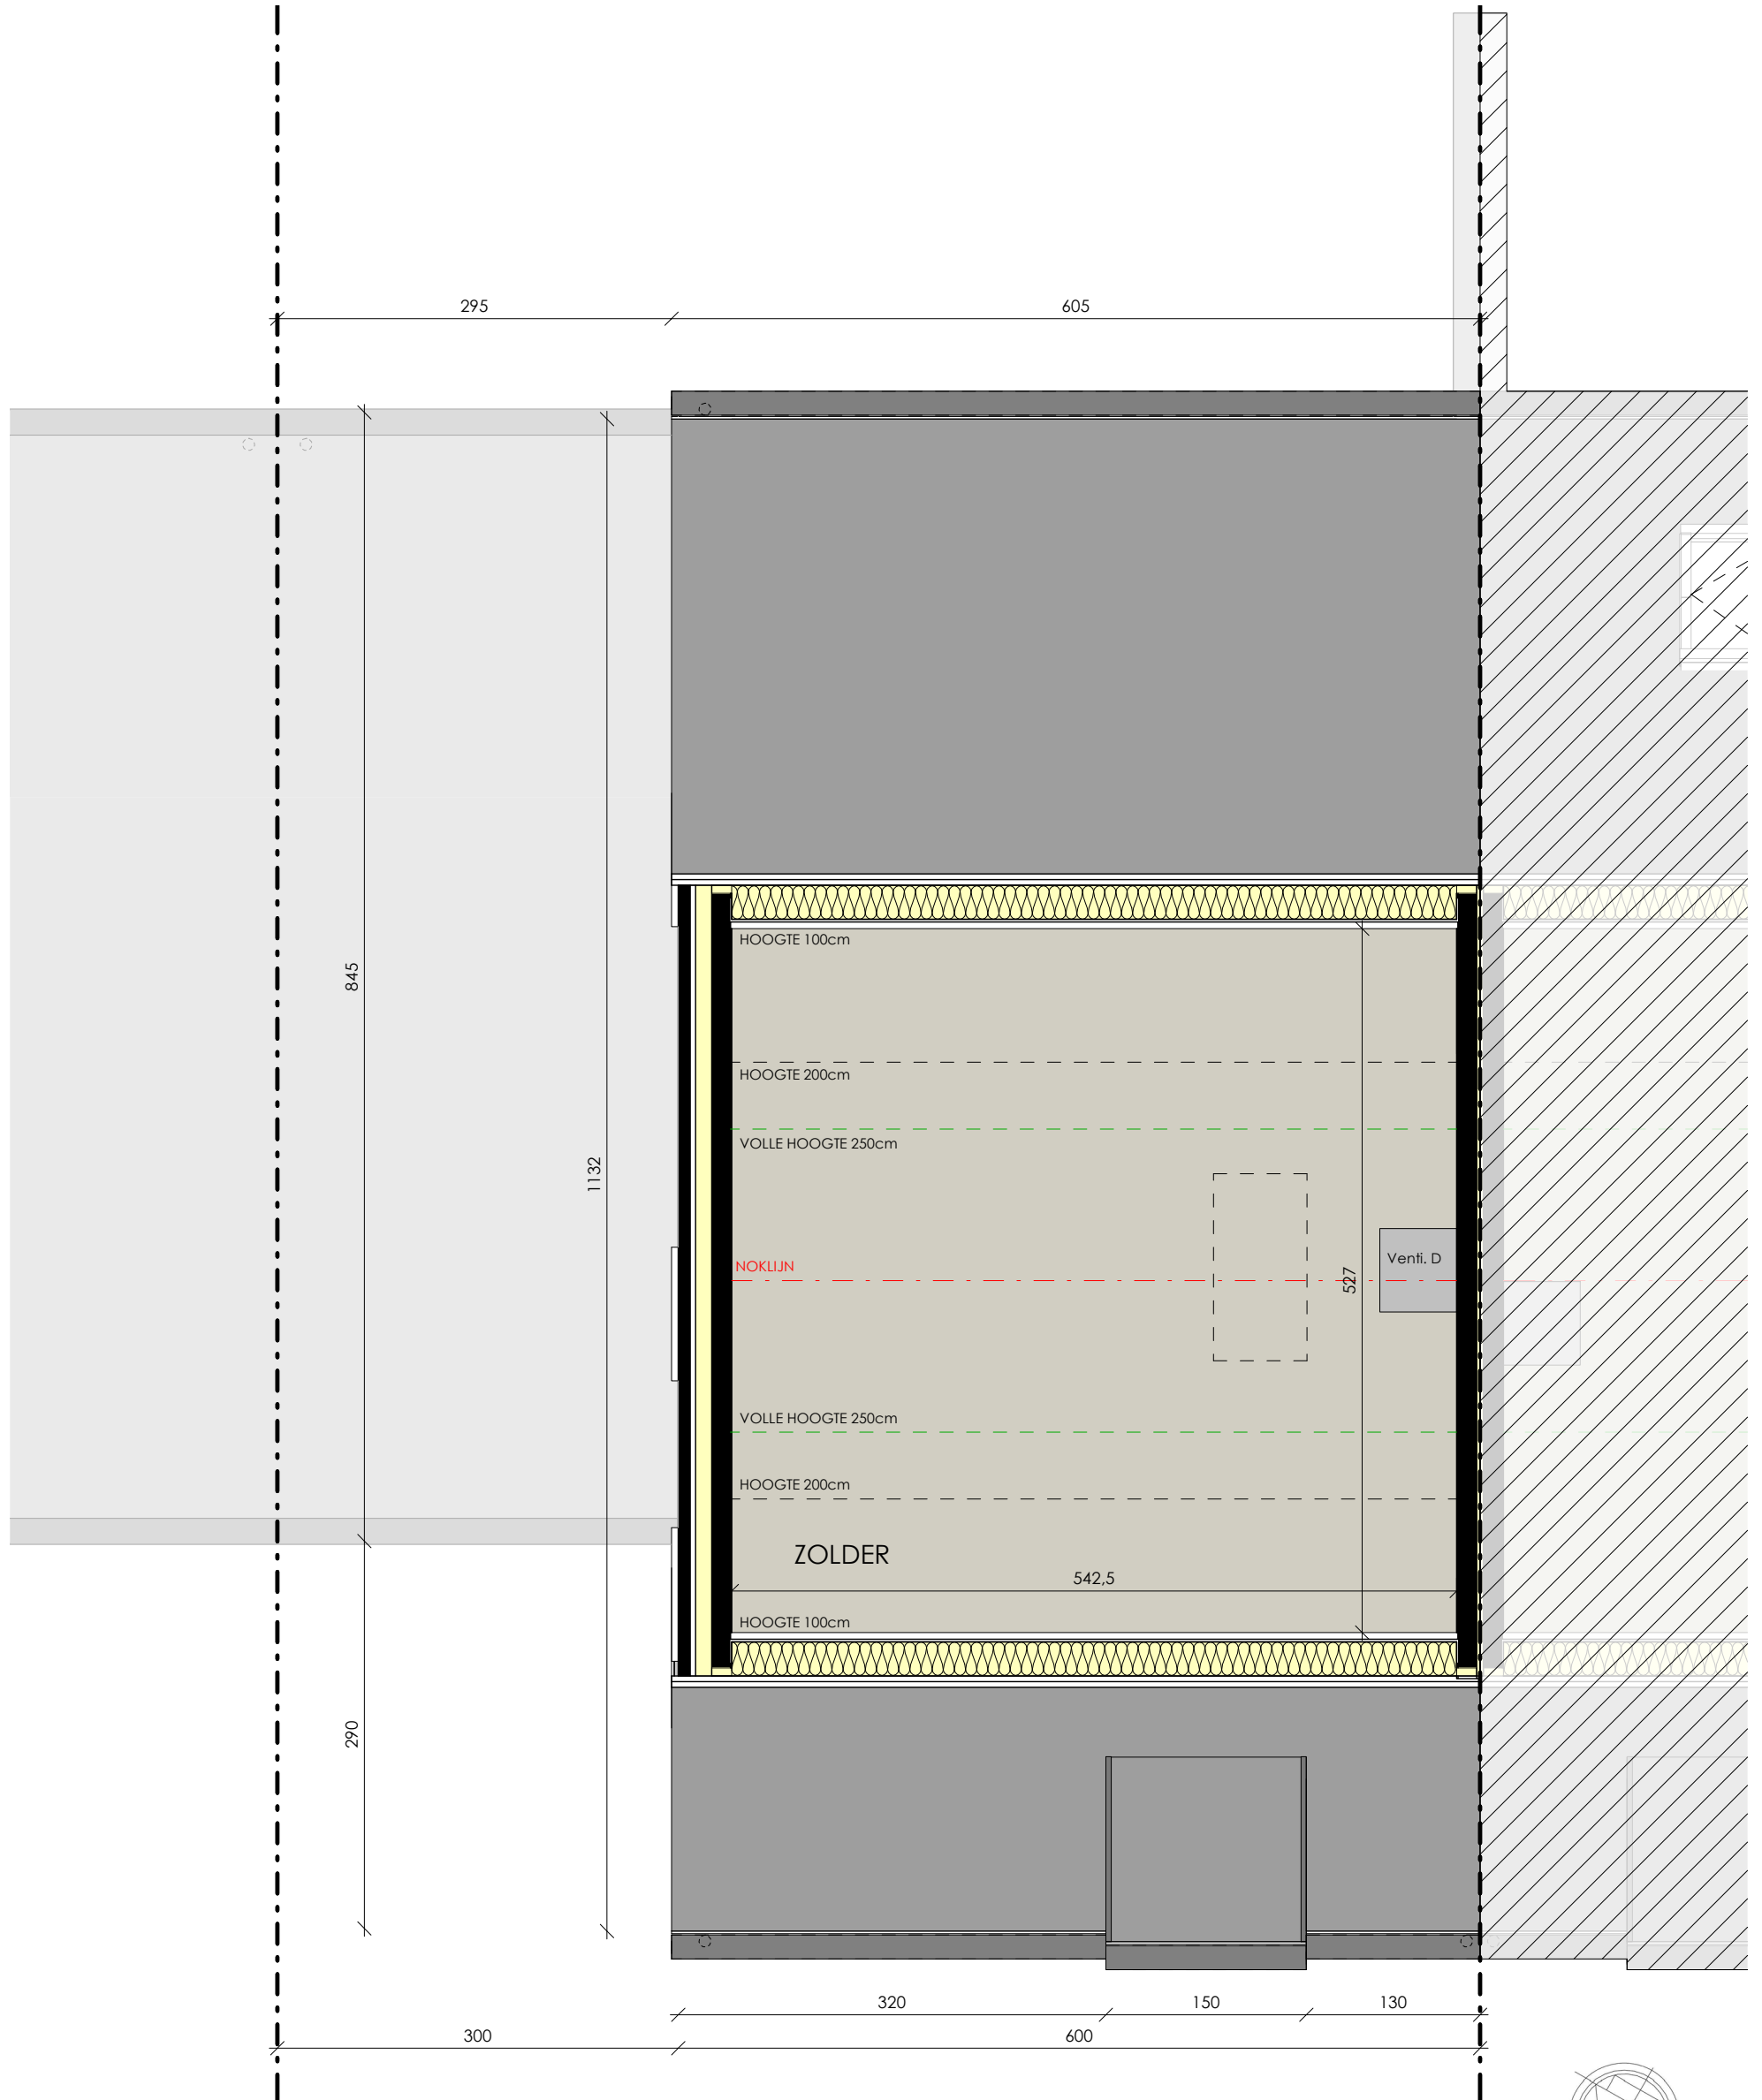 295
605
HOOGTE 100cm
845
HOOGTE 200cm
VOLLE HOOGTE 250cm
1132
NOKLIJN
Venti. D
527
VOLLE HOOGTE 250cm
HOOGTE 200cm
ZOLDER
542,5
HOOGTE 100cm
290
320
150
130
300
600